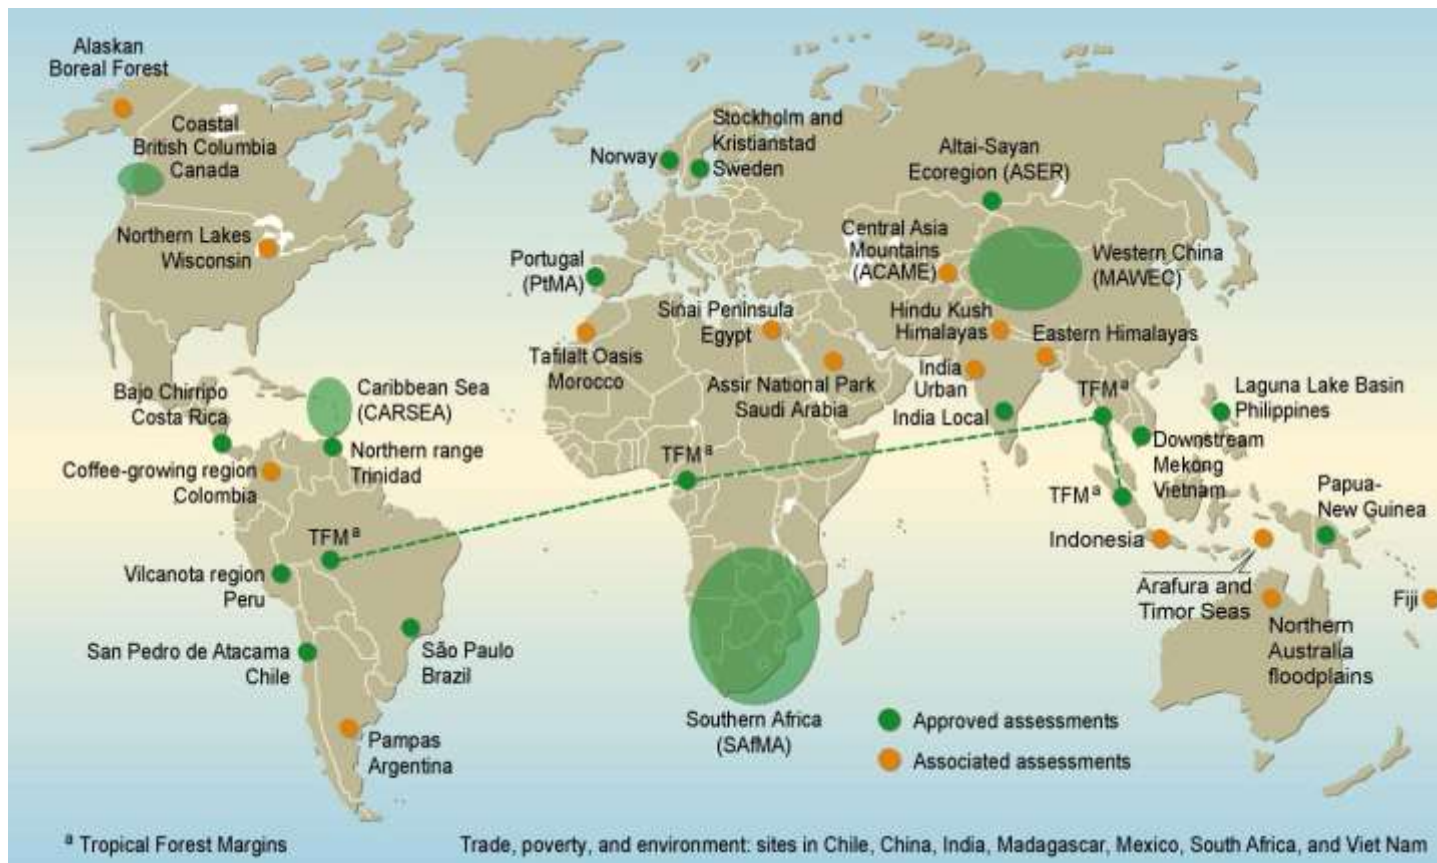 Alaskan
Boreal Forest
Coastal
British Columbia
Canada
Northern Lakes
Wisconsin
Norway
Stockholm and
Kristianstad
Sweden
Altai-Sayan
Ecoregion (ASER)
Central Asia
Mountains
(ACAME)
Western China
(MAWEC)
Portugal
(PtMA)
Sinai Peninsula
Egypt
Hindu Kush
Himalayas
Eastern Himalayas
Tafilalt Oasis
Morocco
Assir National Park
Saudi Arabia
India
Urban
India Local
TFM a
Laguna Lake Basin
Philippines
Bajo Chirripo
Costa Rica
Caribbean Sea
(CARSEA)
Northern range
Trinidad
Coffee-growing region
Colombia
TFM a
Downstream
Mekong
Vietnam
TFM a
Papua-
New Guinea
TFM a
Indonesia
Arafura and
Timor Seas
Fiji
Vilcanota region
Peru
Northern
Australia
floodplains
San Pedro de Atacama
Chile
São Paulo
Brazil
Southern Africa
(SAfMA)
Pampas
Argentina
Approved assessments
Associated assessments
a Tropical Forest Margins
Trade, poverty, and environment: sites in Chile, China, India, Madagascar, Mexico, South Africa, and Viet Nam